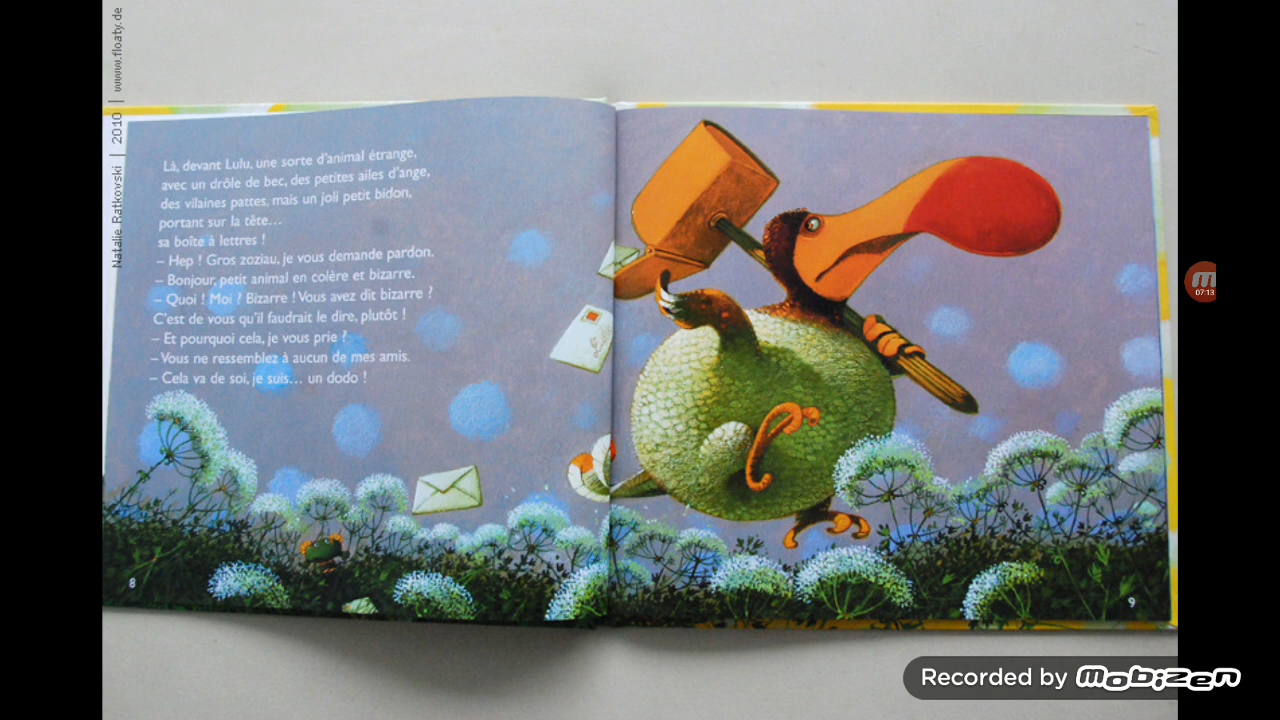 Natalie Ratkovski | 2010 | www.floaty.de
Là, devant Lulu, une sorte d'animal étrange,
avec un drôle de bec, des petites ailes d'ange,
des vilaines pattes, mais un joli petit bidon,
portant sur la tête...
sa boîte à lettres !
– Hep ! Gros zoziau, je vous demande pardon.
– Bonjour, petit animal en colère et bizarre.
– Quoi ! Moi ? Bizarre ! Vous avez dit bizarre ?
C'est de vous qu'il faudrait le dire, plutôt !
– Et pourquoi cela, je vous prie ?
– Vous ne ressemblez à aucun de mes amis.
– Cela va de soi, je suis... un dodo !
8
9
07:13
Recorded by mobizen